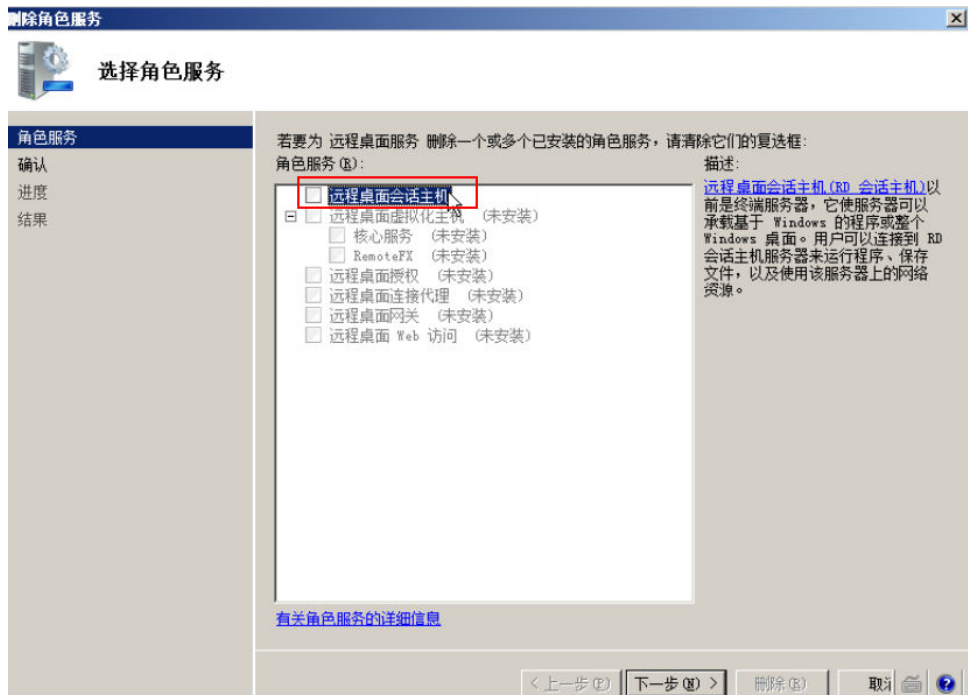 删除角色服务
选择角色服务
角色服务
确认
进度
结果
若要为 远程桌面服务 删除一个或多个已安装的角色服务，请清除它们的复选框:
角色服务(R):
远程桌面会话主机
远程桌面虚拟化主机 (未安装)
核心服务 (未安装)
RemoteFX (未安装)
远程桌面授权 (未安装)
远程桌面连接代理 (未安装)
远程桌面网关 (未安装)
远程桌面 Web 访问 (未安装)
有关角色服务的详细信息
描述:
远程桌面会话主机(RD 会话主机)以
前是终端服务器，它使服务器可以
承载基于 Windows 的程序或整个
Windows 桌面。用户可以连接到 RD
会话主机服务器来运行程序、保存
文件，以及使用该服务器上的网络
资源。
< 上一步(P)
下一步(N) >
删除(R)
取